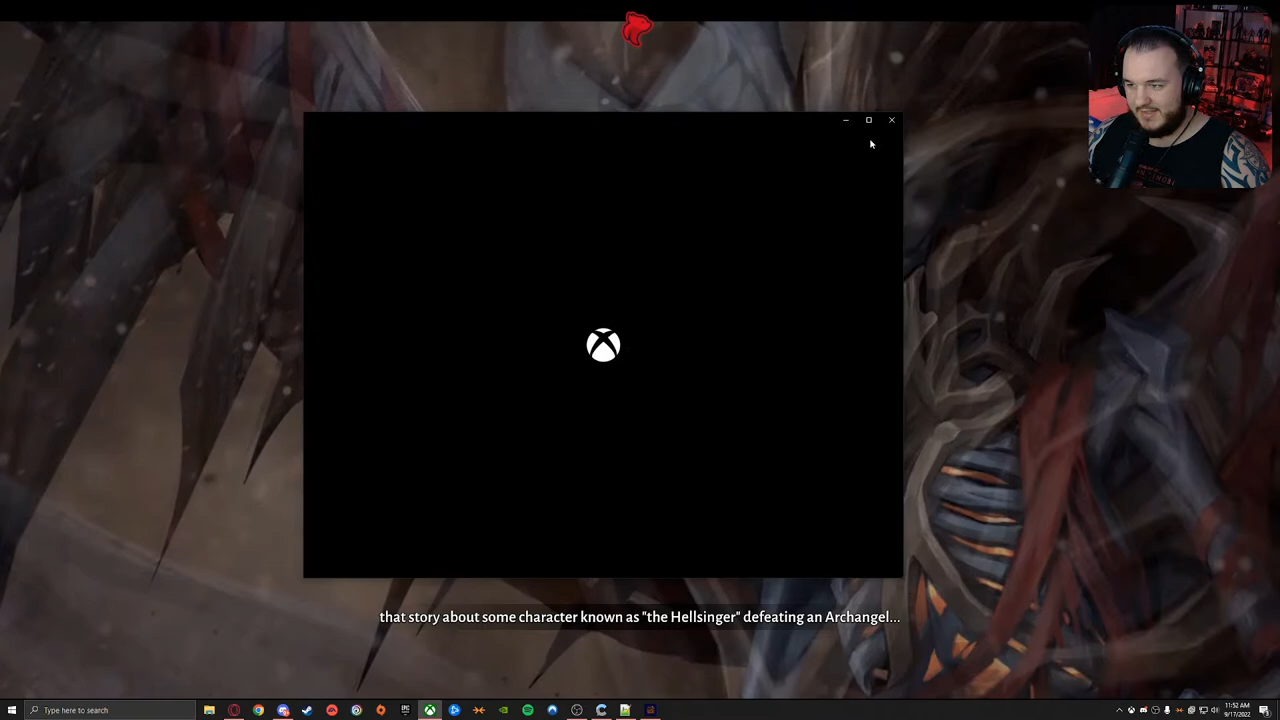 that story about some character known as "the Hellsinger" defeating an Archangel...
Type here to search
11:52 AM
9/17/2022